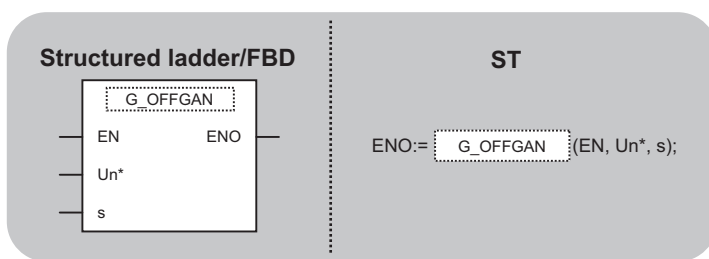 Structured ladder/FBD
G_OFFGAN
EN ENO
Un*
s
ST
ENO:= G_OFFGAN (EN, Un*, s);